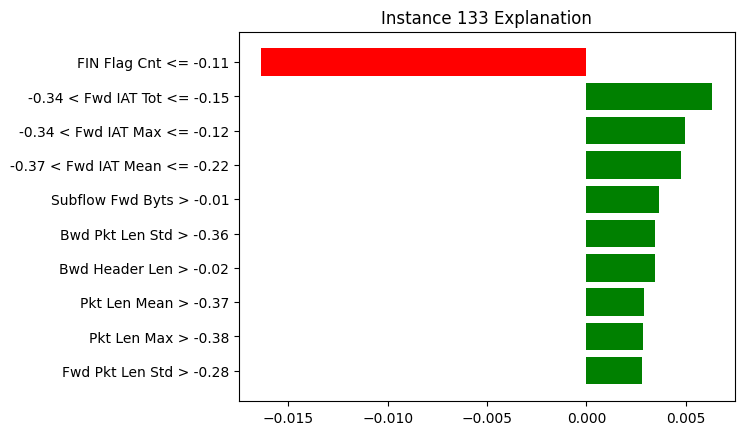 Instance 133 Explanation
FIN Flag Cnt <= -0.11
-0.34 < Fwd IAT Tot <= -0.15
-0.34 < Fwd IAT Max <= -0.12
-0.37 < Fwd IAT Mean <= -0.22
Subflow Fwd Byts > -0.01
Bwd Pkt Len Std > -0.36
Bwd Header Len > -0.02
Pkt Len Mean > -0.37
Pkt Len Max > -0.38
Fwd Pkt Len Std > -0.28
−0.015 −0.010 −0.005 0.000 0.005